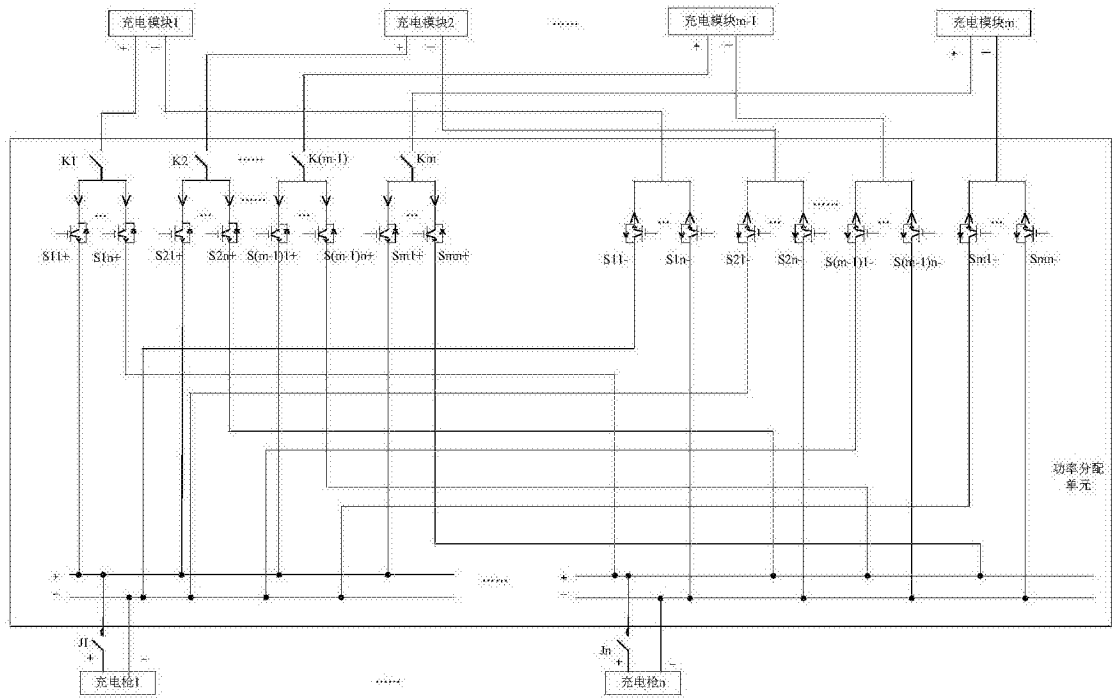 充电模块1 充电模块2 …… 充电模块m-1 充电模块m
+ − + − + − + −
K1 K2 …… K(m-1) Km
... ... …… ... ... ... ... …… ... ...
S11+ S1n+ S21+ S2n+ S(m-1)1+ S(m-1)n+ Sm1+ Smn+ S11- S1n- S21- S2n- S(m-1)1- S(m-1)n- Sm1- Smn-
功率分配
单元
+ …… +
− −
J1 Jn
+ − + −
充电枪1 …… 充电枪n